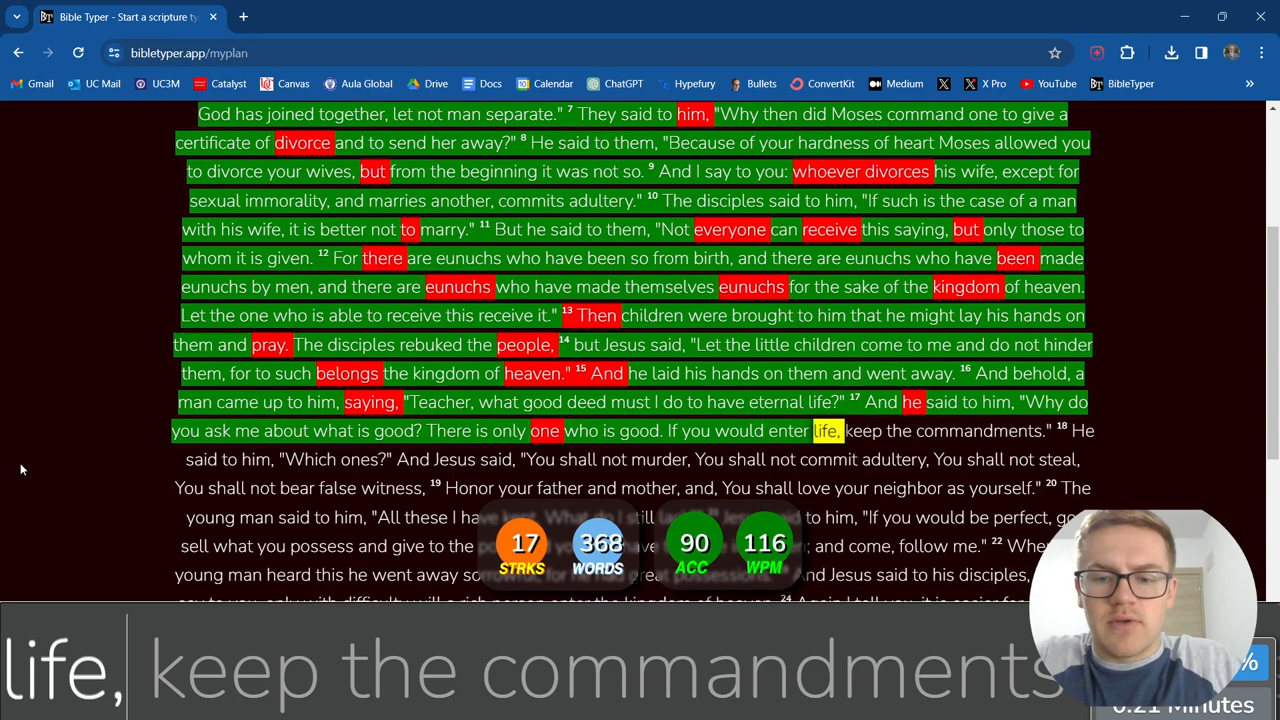 Bible Typer - Start a scripture ty
bibletyper.app/myplan
Gmail UC Mail UC3M Catalyst Canvas Aula Global Drive Docs Calendar ChatGPT Hypefury Bullets ConvertKit Medium X X Pro YouTube BibleTyper »
God has joined together, let not man separate." 7 They said to him, "Why then did Moses command one to give a
certificate of divorce and to send her away?" 8 He said to them, "Because of your hardness of heart Moses allowed you
to divorce your wives, but from the beginning it was not so. 9 And I say to you: whoever divorces his wife, except for
sexual immorality, and marries another, commits adultery." 10 The disciples said to him, "If such is the case of a man
with his wife, it is better not to marry." 11 But he said to them, "Not everyone can receive this saying, but only those to
whom it is given. 12 For there are eunuchs who have been so from birth, and there are eunuchs who have been made
eunuchs by men, and there are eunuchs who have made themselves eunuchs for the sake of the kingdom of heaven.
Let the one who is able to receive this receive it." 13 Then children were brought to him that he might lay his hands on
them and pray. The disciples rebuked the people, 14 but Jesus said, "Let the little children come to me and do not hinder
them, for to such belongs the kingdom of heaven." 15 And he laid his hands on them and went away. 16 And behold, a
man came up to him, saying, "Teacher, what good deed must I do to have eternal life?" 17 And he said to him, "Why do
you ask me about what is good? There is only one who is good. If you would enter life, keep the commandments." 18 He
said to him, "Which ones?" And Jesus said, "You shall not murder, You shall not commit adultery, You shall not steal,
You shall not bear false witness, 19 Honor your father and mother, and, You shall love your neighbor as yourself." 20 The
young man said to him, "All these I have kept. What do I still to him, "If you would be perfect, go
sell what you possess and give to the and come, follow me." 22
young man heard this he went away And Jesus said to his disciples,
17 STRKS 368 WORDS 90 ACC 116 WPM
life, keep the commandments
%
0.21 Minutes